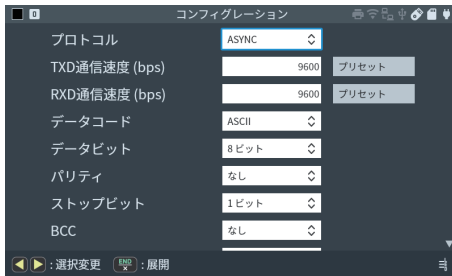 0 コンフィグレーション
プロトコル ASYNC
TXD通信速度 (bps) 9600 プリセット
RXD通信速度 (bps) 9600 プリセット
データコード ASCII
データビット 8 ビット
パリティ なし
ストップビット 1 ビット
BCC なし
:選択変更 END × :展開